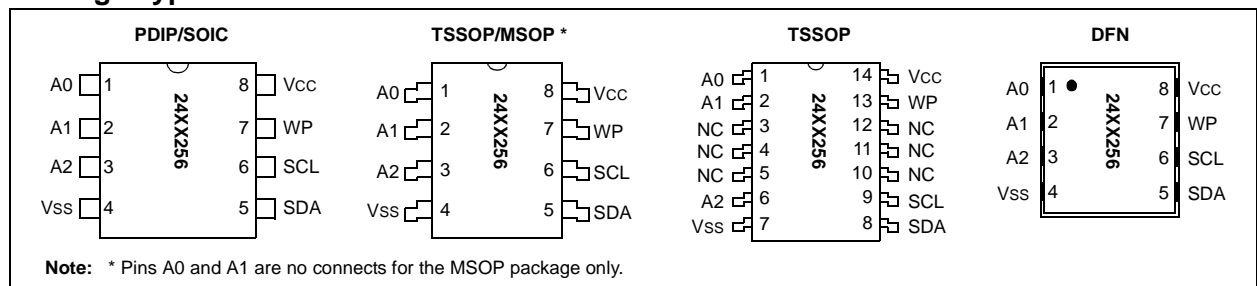 PDIP/SOIC
A0 1 24XX256 8 VCC
A1 2 7 WP
A2 3 6 SCL
VSS 4 5 SDA
TSSOP/MSOP *
A0 1 24XX256 8 VCC
A1 2 7 WP
A2 3 6 SCL
VSS 4 5 SDA
TSSOP
A0 1 24XX256 14 VCC
A1 2 13 WP
NC 3 12 NC
NC 4 11 NC
NC 5 10 NC
A2 6 9 SCL
VSS 7 8 SDA
DFN
A0 1 24XX256 8 VCC
A1 2 7 WP
A2 3 6 SCL
VSS 4 5 SDA
Note: * Pins A0 and A1 are no connects for the MSOP package only.